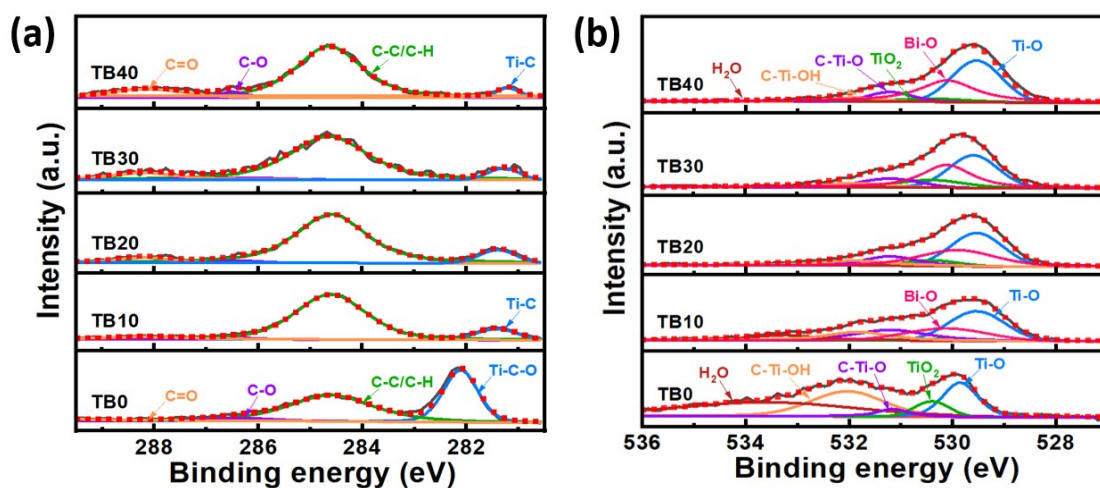 (a)
Intensity (a.u.)
TB40
C=O
C-O
C-C/C-H
Ti-C
TB30
TB20
TB10
Ti-C
TB0
C=O
C-O
C-C/C-H
Ti-C-O
288 286 284 282
Binding energy (eV)
(b)
Intensity (a.u.)
TB40
H2O
C-Ti-OH
C-Ti-O
TiO2
Bi-O
Ti-O
TB30
TB20
TB10
Bi-O
Ti-O
TB0
H2O
C-Ti-OH
C-Ti-O
TiO2
Ti-O
536 534 532 530 528
Binding energy (eV)